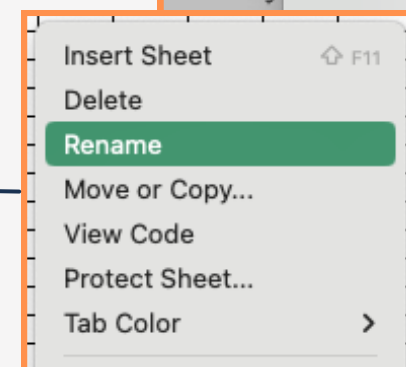 Insert Sheet ⇧ F11
Delete
Rename
Move or Copy...
View Code
Protect Sheet...
Tab Color >